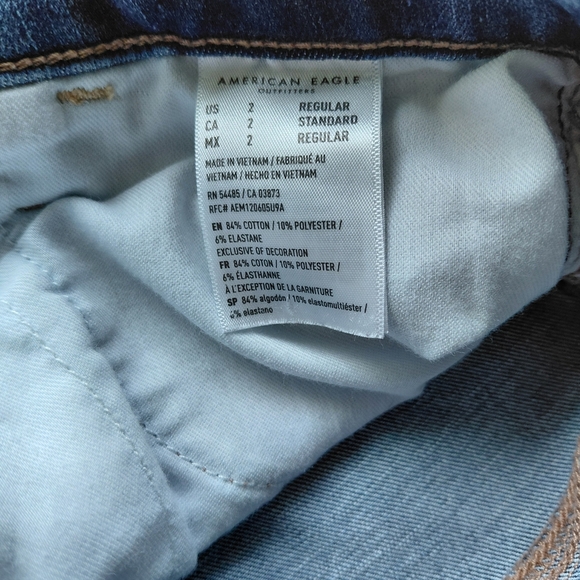 AMERICAN EAGLE
OUTFITTERS
US 2 REGULAR
CA 2 STANDARD
MX 2 REGULAR
MADE IN VIETNAM / FABRIQUÉ AU
VIETNAM / HECHO EN VIETNAM
RN 54485 / CA 03873
RFC# AEM120605U9A
EN 84% COTTON / 10% POLYESTER /
6% ELASTANE
EXCLUSIVE OF DECORATION
FR 84% COTON / 10% POLYESTER /
6% ÉLASTHANNE
À L'EXCEPTION DE LA GARNITURE
SP 84% algodón / 10% elastomultiéster /
6% elastano